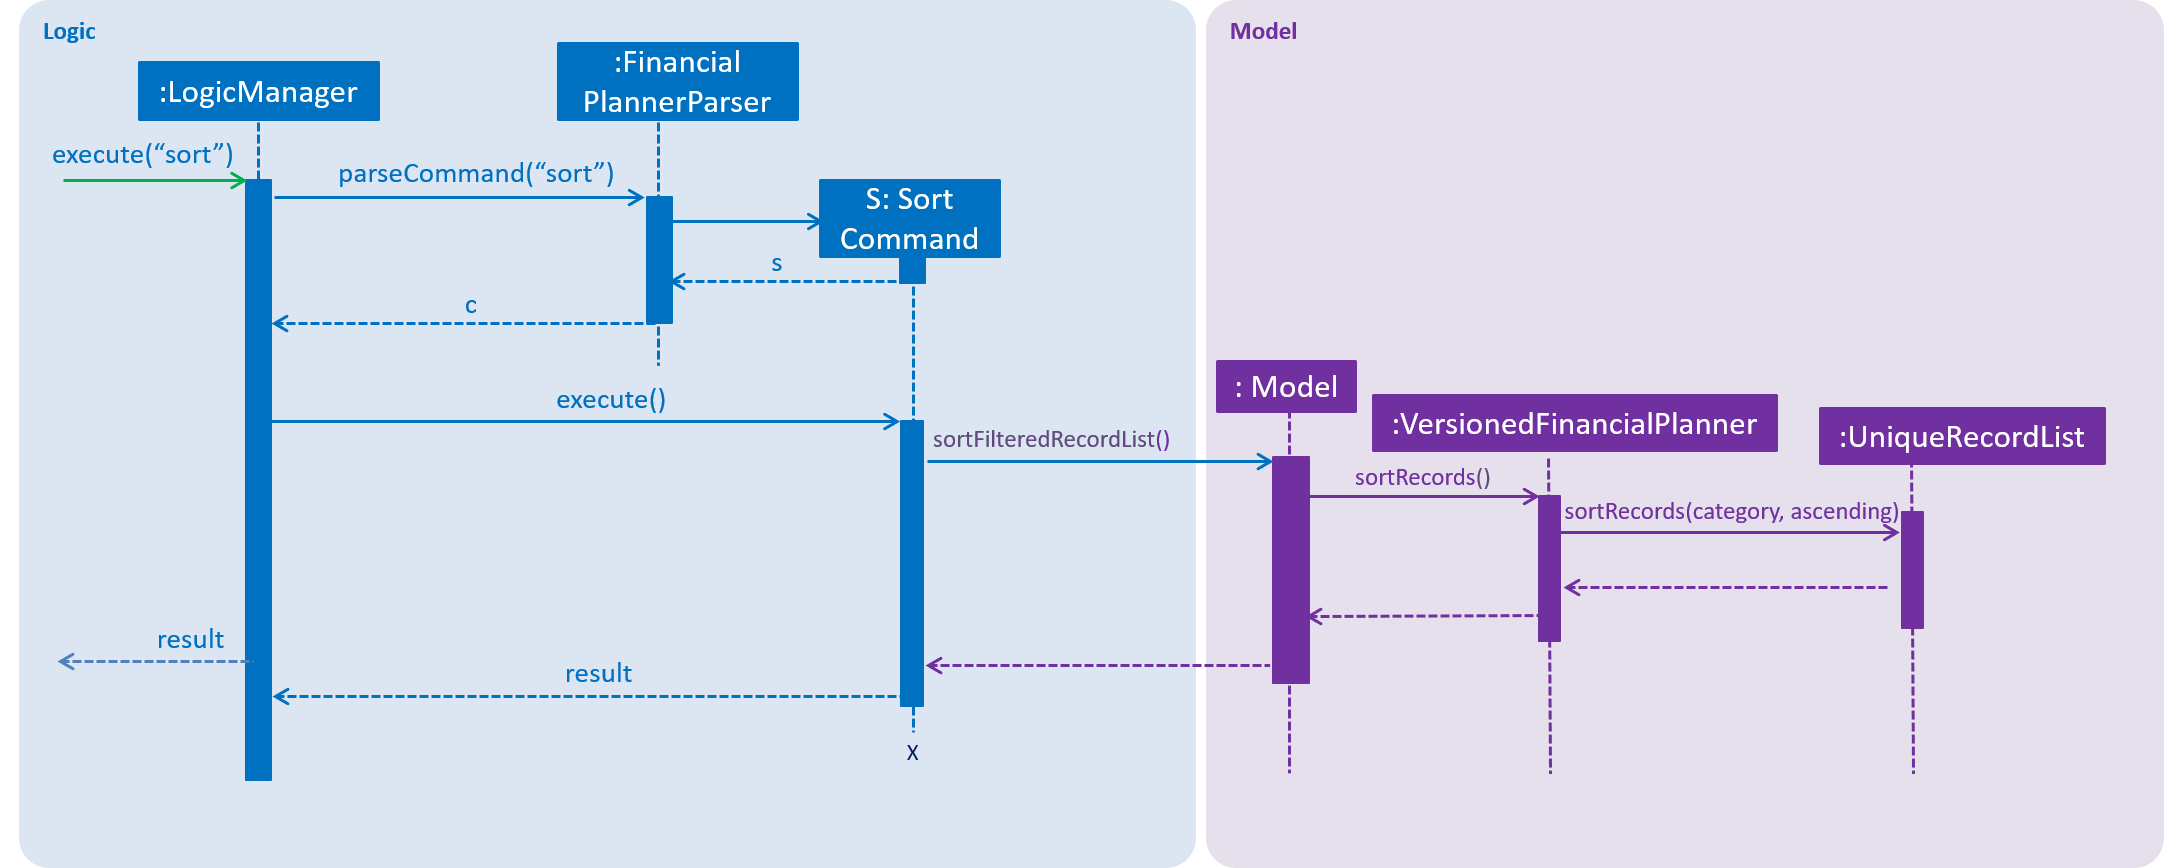 Logic
Model
:Financial
PlannerParser
:LogicManager
execute(“sort”)
parseCommand(“sort”)
S: Sort
Command
s
c
: Model
execute()
:VersionedFinancialPlanner
:UniqueRecordList
sortFilteredRecordList()
sortRecords()
sortRecords(category, ascending)
result
result
X